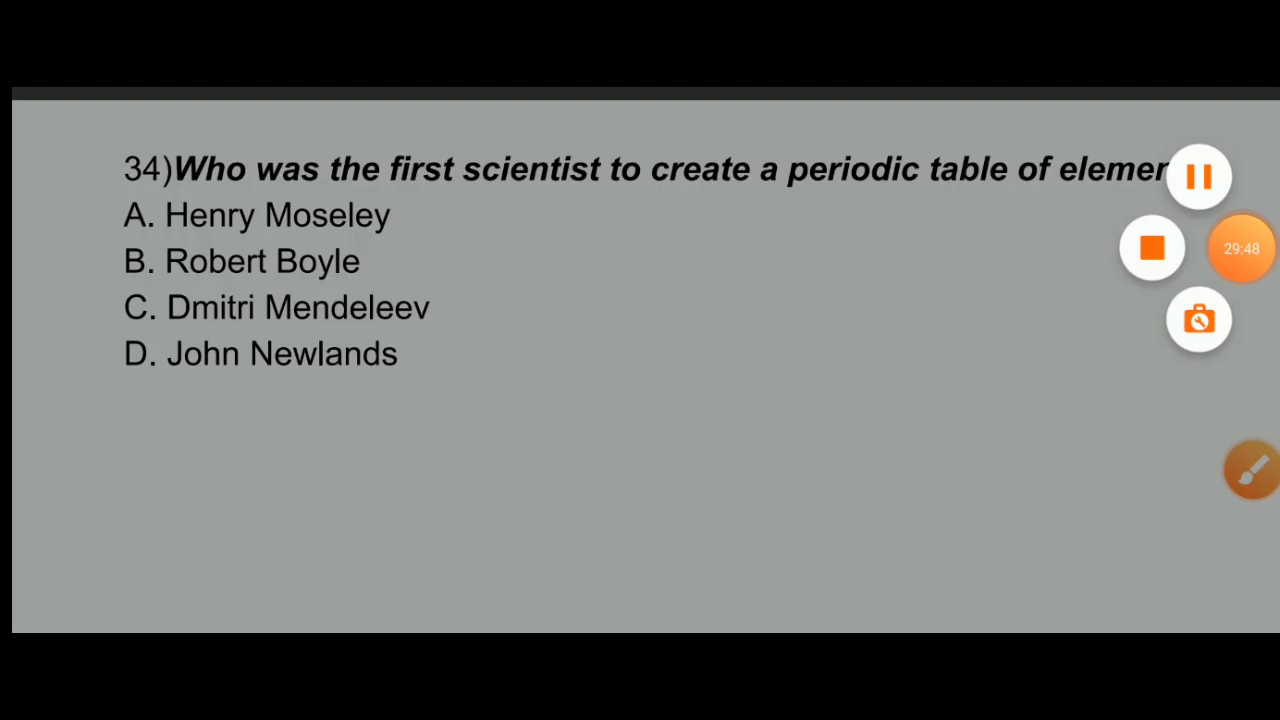 34)Who was the first scientist to create a periodic table of
A. Henry Moseley
B. Robert Boyle
C. Dmitri Mendeleev
D. John Newlands
29:48